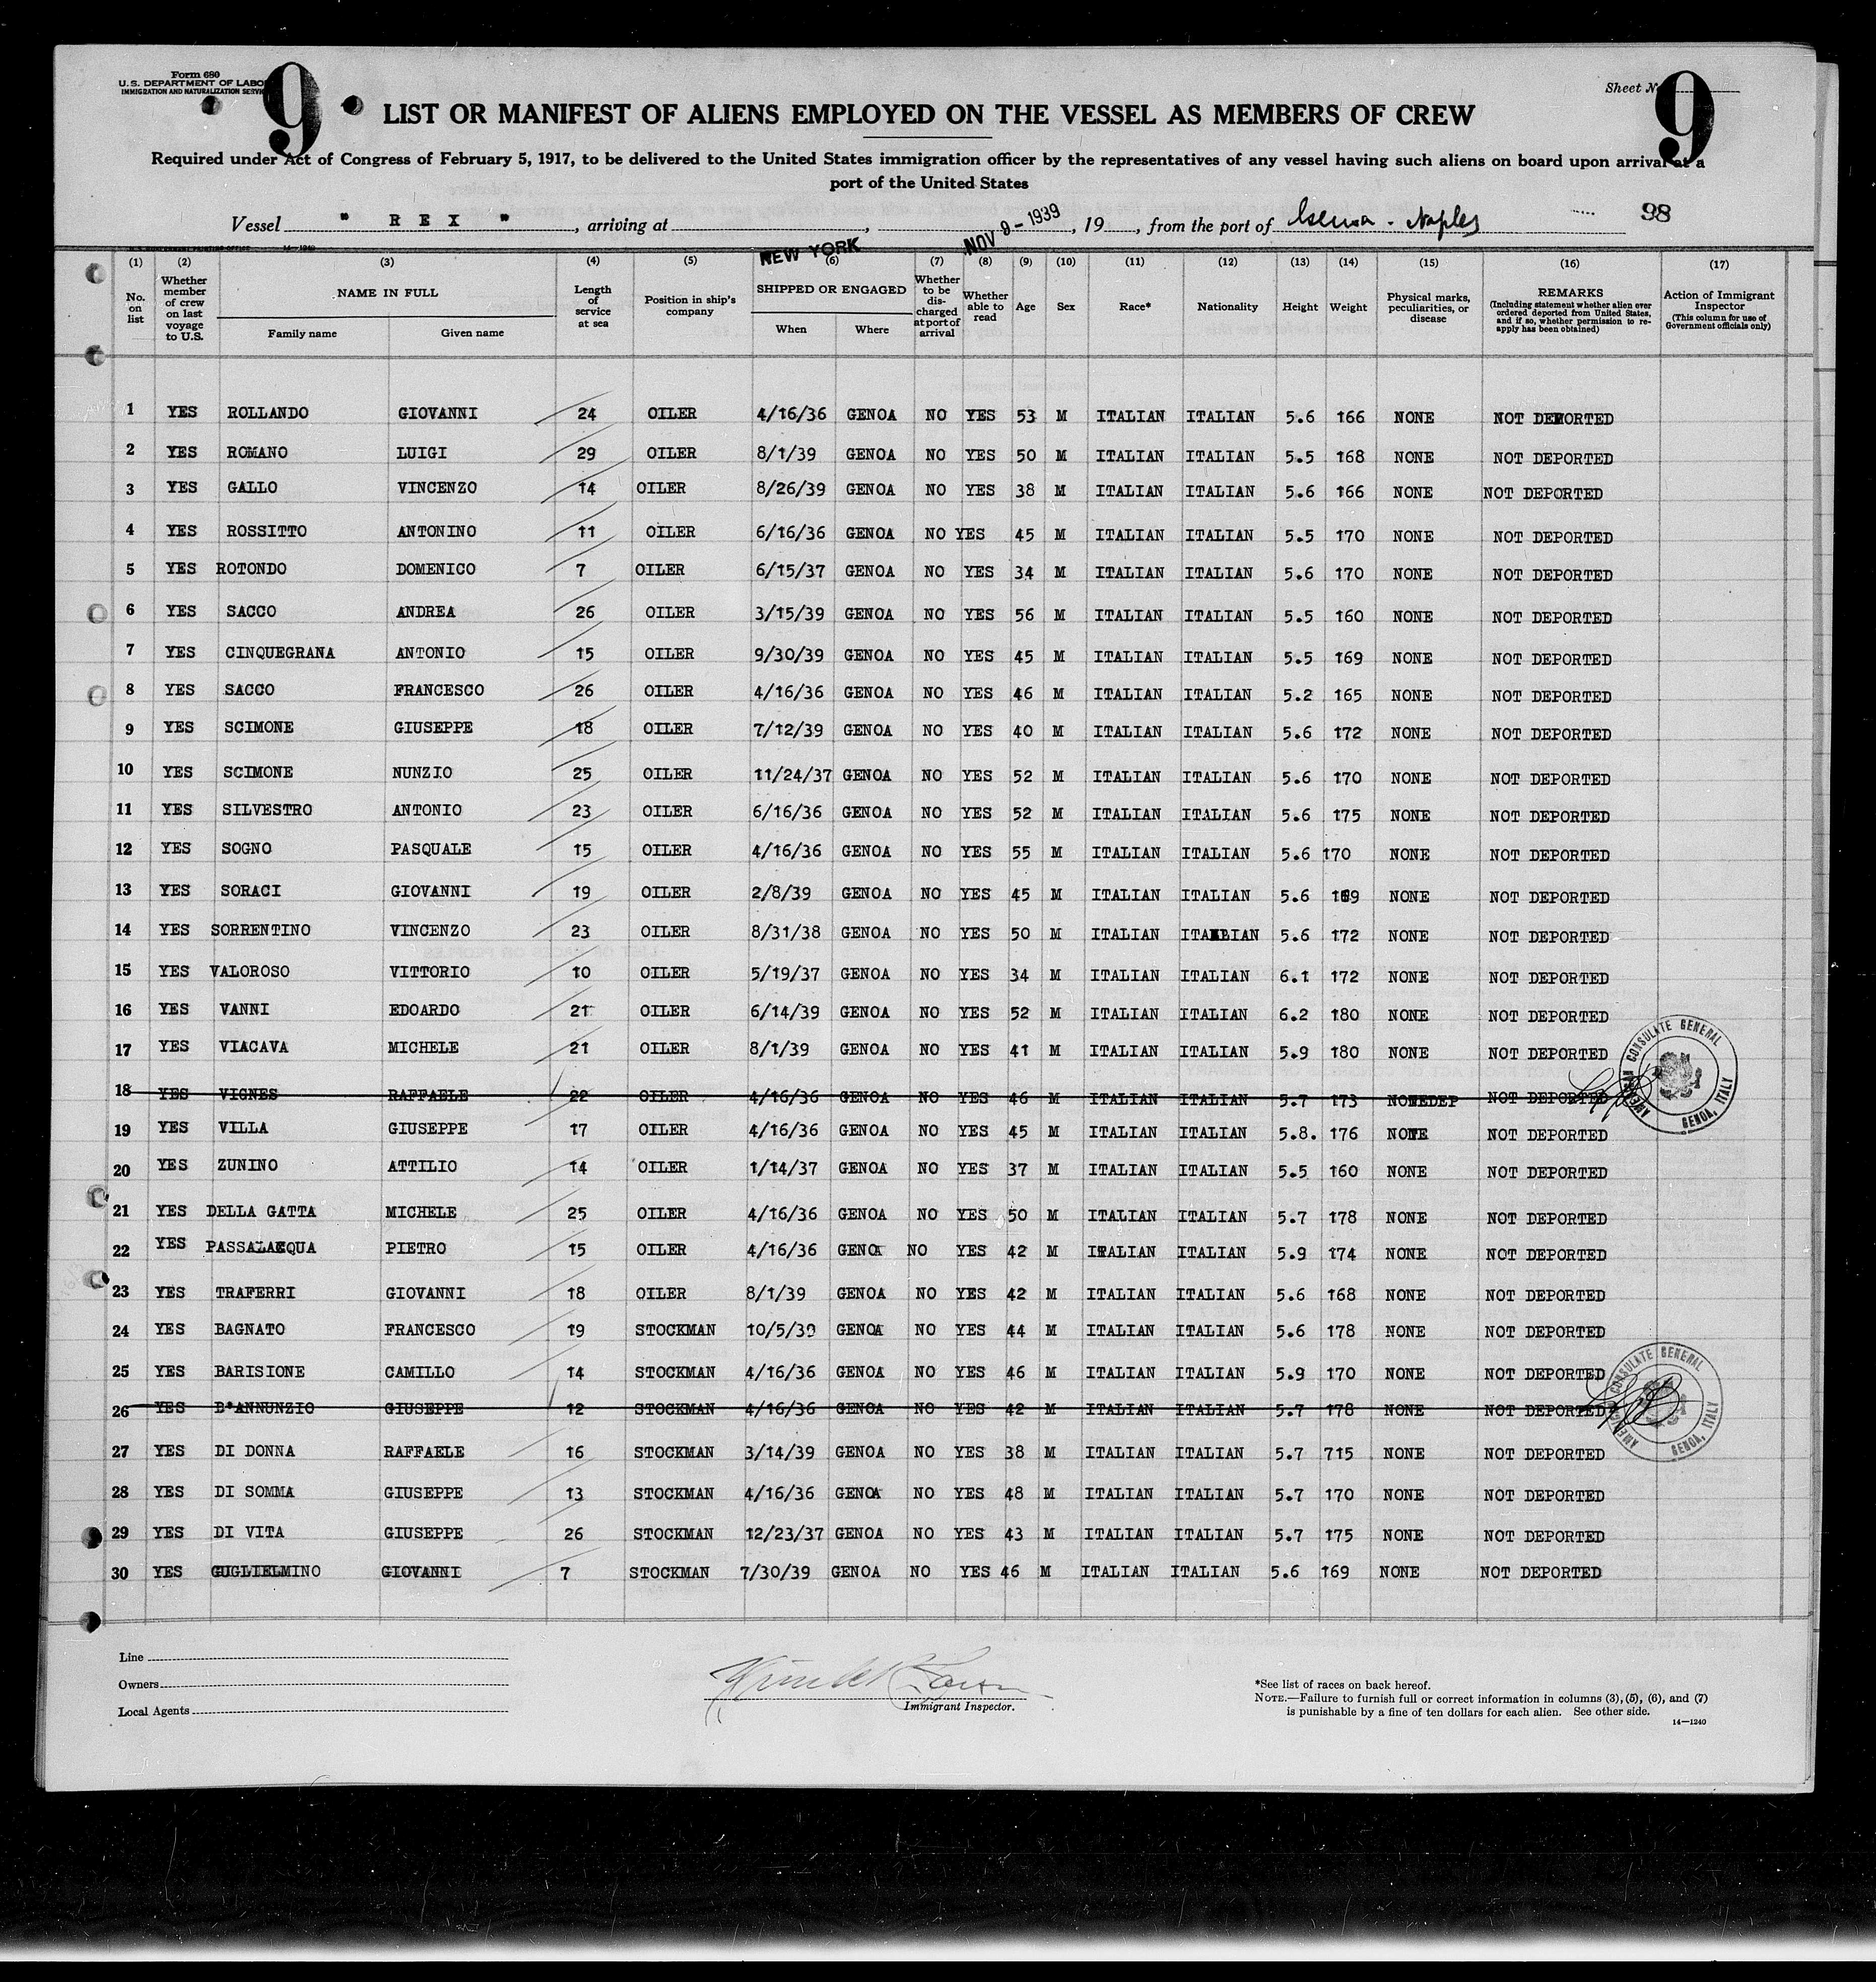 Form 680
U. S. DEPARTMENT OF LABOR
IMMIGRATION AND NATURALIZATION SERVICE
9
Sheet No.
9
LIST OR MANIFEST OF ALIENS EMPLOYED ON THE VESSEL AS MEMBERS OF CREW
Required under Act of Congress of February 5, 1917, to be delivered to the United States immigration officer by the representatives of any vessel having such aliens on board upon arrival at a
port of the United States
Vessel " R E X ", arriving at NEW YORK, NOV 9 - 1939, 19 , from the port of Genoa - Naples 98
(1) (2) (3) (4) (5) (6) (7) (8) (9) (10) (11) (12) (13) (14) (15) (16) (17)
No. on list
Whether member of crew on last voyage to U.S.
NAME IN FULL
Family name
Given name
Length of service at sea
Position in ship's company
SHIPPED OR ENGAGED
When
Where
Whether to be discharged at port of arrival
Whether able to read
Age
Sex
Race*
Nationality
Height
Weight
Physical marks, peculiarities, or disease
REMARKS
(Including statement whether alien ever ordered deported from United States, and if so, whether permission to reapply has been obtained)
Action of Immigrant Inspector
(This column for use of Government officials only)
1 YES ROLLANDO GIOVANNI 24 OILER 4/16/36 GENOA NO YES 53 M ITALIAN ITALIAN 5.6 166 NONE NOT DEPORTED
2 YES ROMANO LUIGI 29 OILER 8/1/39 GENOA NO YES 50 M ITALIAN ITALIAN 5.5 168 NONE NOT DEPORTED
3 YES GALLO VINCENZO 14 OILER 8/26/39 GENOA NO YES 38 M ITALIAN ITALIAN 5.6 166 NONE NOT DEPORTED
4 YES ROSSITTO ANTONINO 11 OILER 6/16/36 GENOA NO YES 45 M ITALIAN ITALIAN 5.5 170 NONE NOT DEPORTED
5 YES ROTONDO DOMENICO 7 OILER 6/15/37 GENOA NO YES 34 M ITALIAN ITALIAN 5.6 170 NONE NOT DEPORTED
6 YES SACCO ANDREA 26 OILER 3/15/39 GENOA NO YES 56 M ITALIAN ITALIAN 5.5 160 NONE NOT DEPORTED
7 YES CINQUEGRANA ANTONIO 15 OILER 9/30/39 GENOA NO YES 45 M ITALIAN ITALIAN 5.5 169 NONE NOT DEPORTED
8 YES SACCO FRANCESCO 26 OILER 4/16/36 GENOA NO YES 46 M ITALIAN ITALIAN 5.2 165 NONE NOT DEPORTED
9 YES SCIMONE GIUSEPPE 18 OILER 7/12/39 GENOA NO YES 40 M ITALIAN ITALIAN 5.6 172 NONE NOT DEPORTED
10 YES SCIMONE NUNZIO 25 OILER 11/24/37 GENOA NO YES 52 M ITALIAN ITALIAN 5.6 170 NONE NOT DEPORTED
11 YES SILVESTRO ANTONIO 23 OILER 6/16/36 GENOA NO YES 52 M ITALIAN ITALIAN 5.6 175 NONE NOT DEPORTED
12 YES SOGNO PASQUALE 15 OILER 4/16/36 GENOA NO YES 55 M ITALIAN ITALIAN 5.6 170 NONE NOT DEPORTED
13 YES SORACI GIOVANNI 19 OILER 2/8/39 GENOA NO YES 45 M ITALIAN ITALIAN 5.6 169 NONE NOT DEPORTED
14 YES SORRENTINO VINCENZO 23 OILER 8/31/38 GENOA NO YES 50 M ITALIAN ITALIAN 5.6 172 NONE NOT DEPORTED
15 YES VALOROSO VITTORIO 10 OILER 5/19/37 GENOA NO YES 34 M ITALIAN ITALIAN 6.1 172 NONE NOT DEPORTED
16 YES VANNI EDOARDO 21 OILER 6/14/39 GENOA NO YES 52 M ITALIAN ITALIAN 6.2 180 NONE NOT DEPORTED
17 YES VIACAVA MICHELE 21 OILER 8/1/39 GENOA NO YES 41 M ITALIAN ITALIAN 5.9 180 NONE NOT DEPORTED
18 YES VIGNES RAFFAELE 22 OILER 4/16/36 GENOA NO YES 46 M ITALIAN ITALIAN 5.7 173 NONEDEP NOT DEPORTED
AMERICAN CONSULATE GENERAL GENOA, ITALY
19 YES VILLA GIUSEPPE 17 OILER 4/16/36 GENOA NO YES 45 M ITALIAN ITALIAN 5.8. 176 NONE NOT DEPORTED
20 YES ZUNINO ATTILIO 14 OILER 1/14/37 GENOA NO YES 37 M ITALIAN ITALIAN 5.5 160 NONE NOT DEPORTED
21 YES DELLA GATTA MICHELE 25 OILER 4/16/36 GENOA NO YES 50 M ITALIAN ITALIAN 5.7 178 NONE NOT DEPORTED
22 YES PASSALACQUA PIETRO 15 OILER 4/16/36 GENOA NO YES 42 M ITALIAN ITALIAN 5.9 174 NONE NOT DEPORTED
23 YES TRAFERRI GIOVANNI 18 OILER 8/1/39 GENOA NO YES 42 M ITALIAN ITALIAN 5.6 168 NONE NOT DEPORTED
24 YES BAGNATO FRANCESCO 19 STOCKMAN 10/5/39 GENOA NO YES 44 M ITALIAN ITALIAN 5.6 178 NONE NOT DEPORTED
25 YES BARISIONE CAMILLO 14 STOCKMAN 4/16/36 GENOA NO YES 46 M ITALIAN ITALIAN 5.9 170 NONE NOT DEPORTED
26 YES D'ANNUNZIO GIUSEPPE 12 STOCKMAN 4/16/36 GENOA NO YES 42 M ITALIAN ITALIAN 5.7 178 NONE NOT DEPORTED
AMERICAN CONSULATE GENERAL GENOA, ITALY
27 YES DI DONNA RAFFAELE 16 STOCKMAN 3/14/39 GENOA NO YES 38 M ITALIAN ITALIAN 5.7 715 NONE NOT DEPORTED
28 YES DI SOMMA GIUSEPPE 13 STOCKMAN 4/16/36 GENOA NO YES 48 M ITALIAN ITALIAN 5.7 170 NONE NOT DEPORTED
29 YES DI VITA GIUSEPPE 26 STOCKMAN 12/23/37 GENOA NO YES 43 M ITALIAN ITALIAN 5.7 175 NONE NOT DEPORTED
30 YES GUGLIELMINO GIOVANNI 7 STOCKMAN 7/30/39 GENOA NO YES 46 M ITALIAN ITALIAN 5.6 169 NONE NOT DEPORTED
Line
Owners
Local Agents
Immigrant Inspector.
*See list of races on back hereof.
NOTE.—Failure to furnish full or correct information in columns (3), (5), (6), and (7)
is punishable by a fine of ten dollars for each alien. See other side.
14—1240